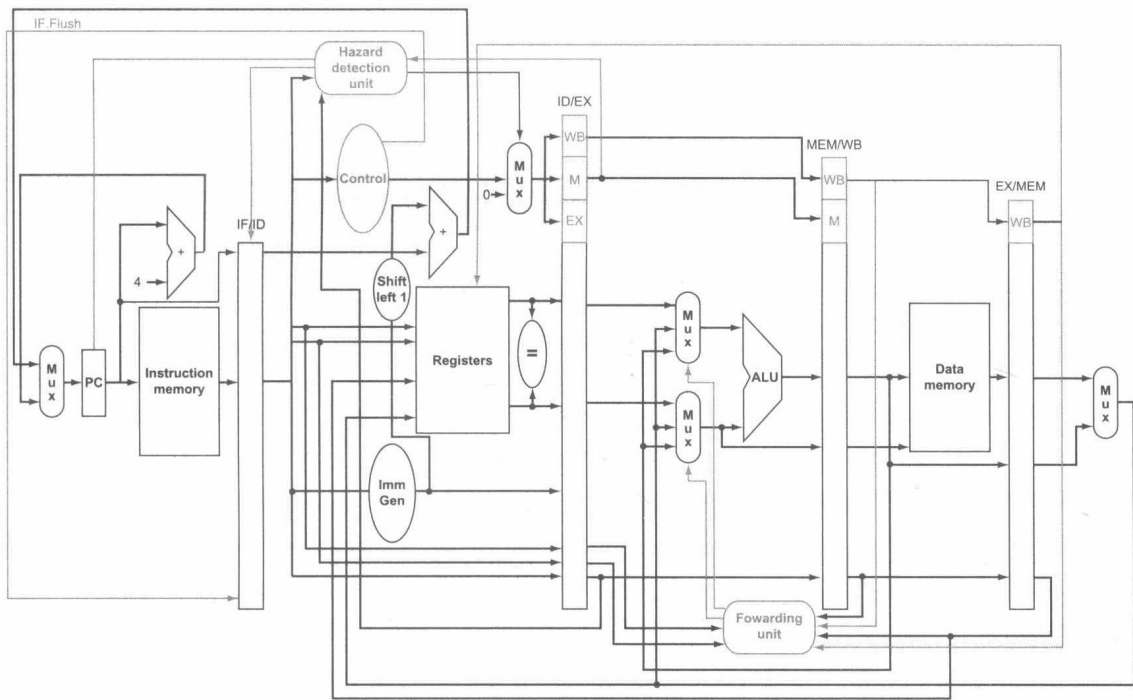 IF.Flush
Hazard
detection
unit
ID/EX
WB
MEM/WB
Control
M
u
x
M
WB
EX/MEM
0
EX
M
WB
IF/ID
+
+
4
Shift
left 1
M
u
x
M
u
x
PC
Instruction
memory
Registers
=
ALU
Data
memory
M
u
x
M
u
x
Imm
Gen
Fowarding
unit